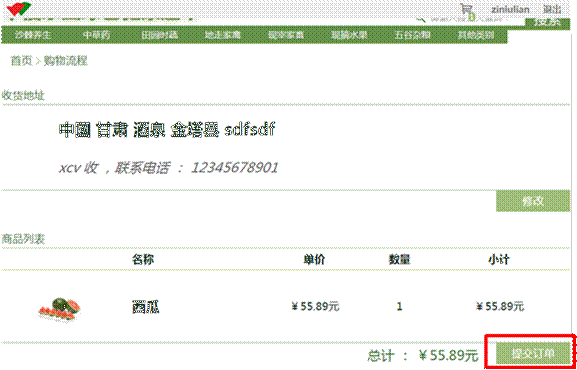 zinlulian 退出
沙棘养生 中草药 田园时蔬 地走家禽 现宰家畜 现摘水果 五谷杂粮 其他类别
首页 > 购物流程
收货地址
中国 甘肃 酒泉 金塔县 sdfsdf
xcv 收 ，联系电话 ： 12345678901
修改
商品列表
名称 单价 数量 小计
西瓜 ¥55.89元 1 ¥55.89元
总计 ： ¥55.89元 提交订单